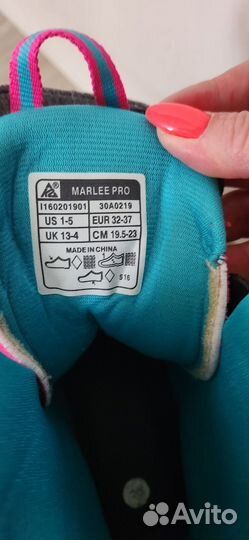 MARLEE PRO
I160201901 30A0219
US 1-5 EUR 32-37
UK 13-4 CM 19.5-23
MADE IN CHINA
S16
Avito